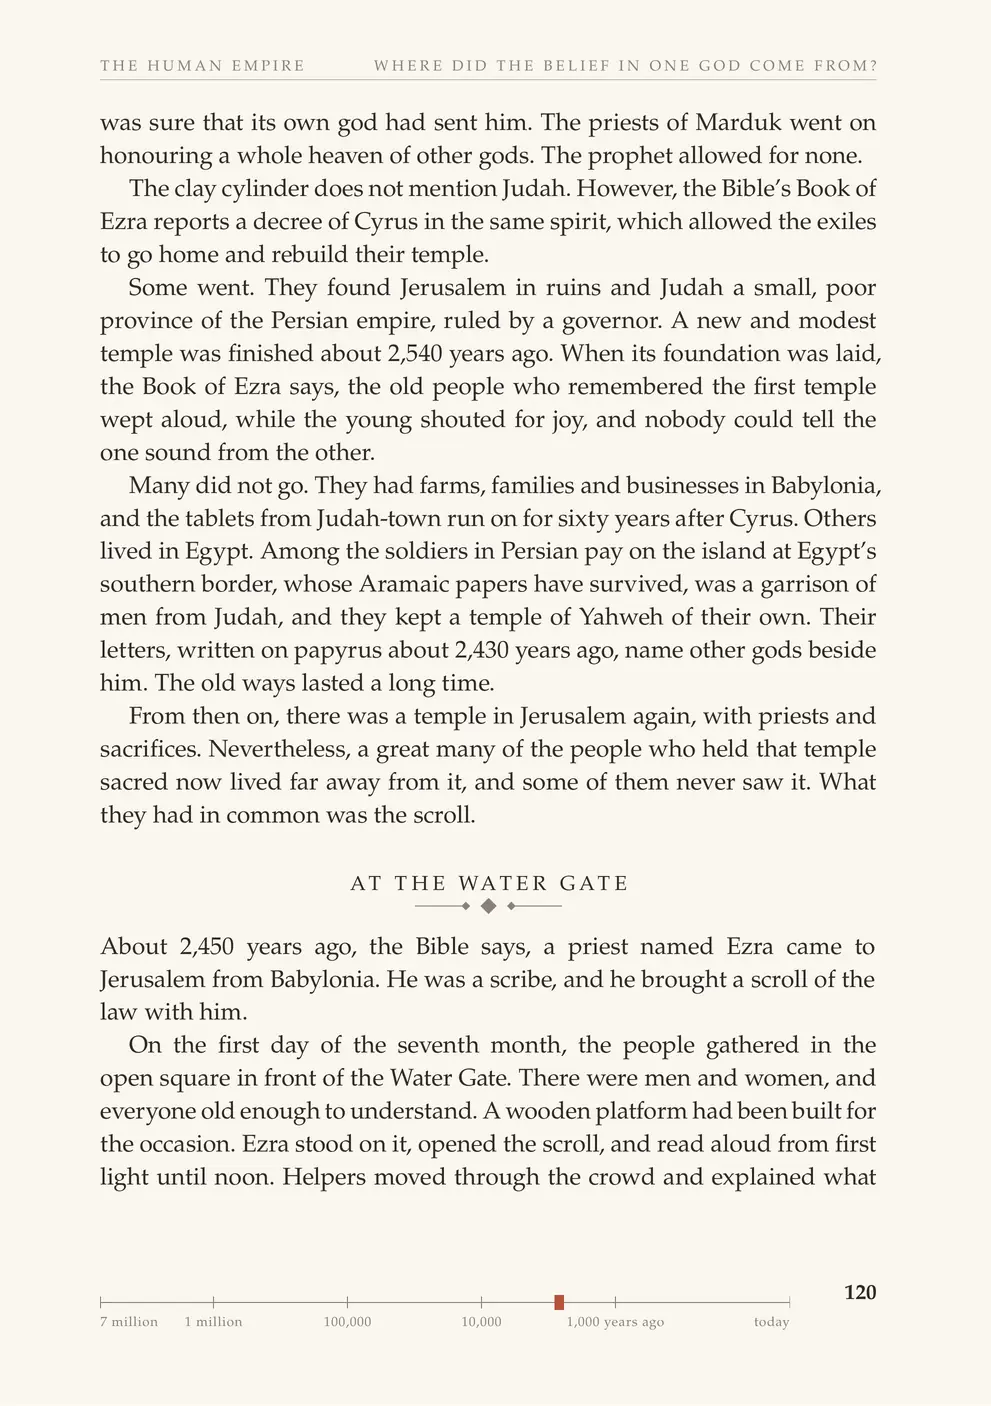 THE HUMAN EMPIRE WHERE DID THE BELIEF IN ONE GOD COME FROM?
was sure that its own god had sent him. The priests of Marduk went on
honouring a whole heaven of other gods. The prophet allowed for none.
The clay cylinder does not mention Judah. However, the Bible’s Book of
Ezra reports a decree of Cyrus in the same spirit, which allowed the exiles
to go home and rebuild their temple.
Some went. They found Jerusalem in ruins and Judah a small, poor
province of the Persian empire, ruled by a governor. A new and modest
temple was finished about 2,540 years ago. When its foundation was laid,
the Book of Ezra says, the old people who remembered the first temple
wept aloud, while the young shouted for joy, and nobody could tell the
one sound from the other.
Many did not go. They had farms, families and businesses in Babylonia,
and the tablets from Judah-town run on for sixty years after Cyrus. Others
lived in Egypt. Among the soldiers in Persian pay on the island at Egypt’s
southern border, whose Aramaic papers have survived, was a garrison of
men from Judah, and they kept a temple of Yahweh of their own. Their
letters, written on papyrus about 2,430 years ago, name other gods beside
him. The old ways lasted a long time.
From then on, there was a temple in Jerusalem again, with priests and
sacrifices. Nevertheless, a great many of the people who held that temple
sacred now lived far away from it, and some of them never saw it. What
they had in common was the scroll.
AT THE WATER GATE
About 2,450 years ago, the Bible says, a priest named Ezra came to
Jerusalem from Babylonia. He was a scribe, and he brought a scroll of the
law with him.
On the first day of the seventh month, the people gathered in the
open square in front of the Water Gate. There were men and women, and
everyone old enough to understand. A wooden platform had been built for
the occasion. Ezra stood on it, opened the scroll, and read aloud from first
light until noon. Helpers moved through the crowd and explained what
120
7 million 1 million 100,000 10,000 1,000 years ago today